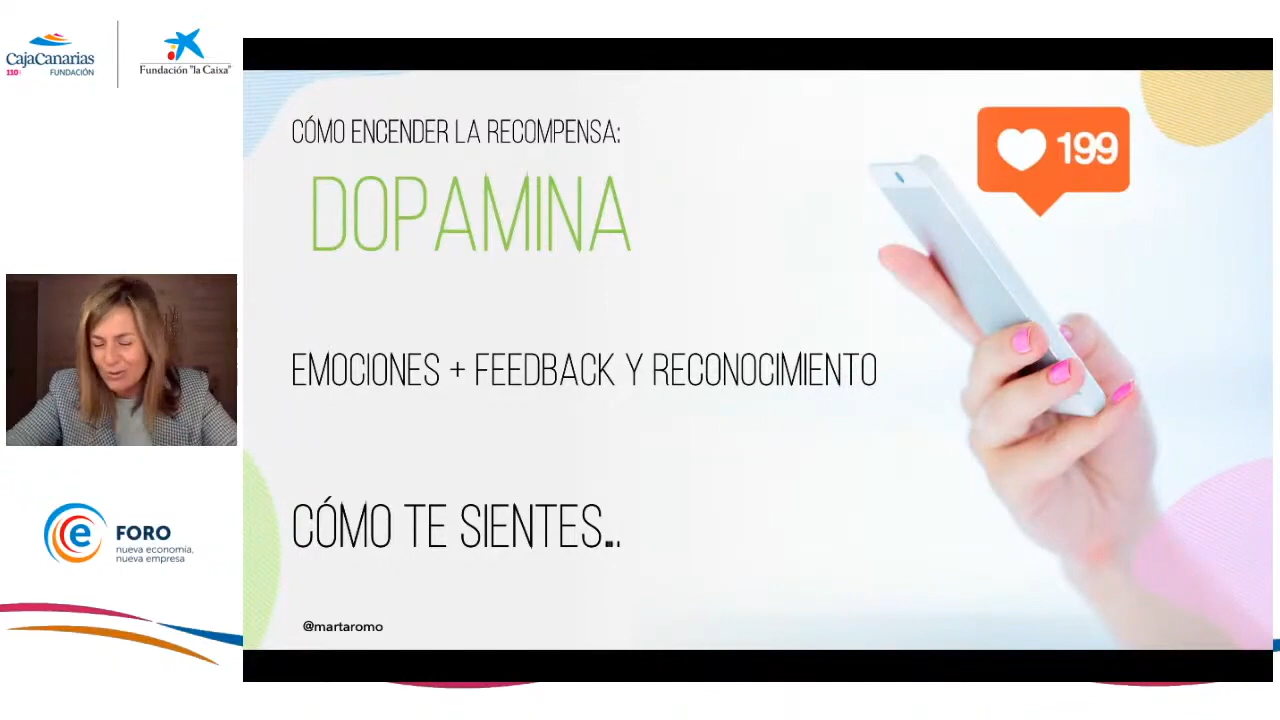 CajaCanarias
110
FUNDACIÓN
Fundación "la Caixa"
CÓMO ENCENDER LA RECOMPENSA:
DOPAMINA
199
EMOCIONES + FEEDBACK Y RECONOCIMIENTO
CÓMO TE SIENTES...
@martaromo
e FORO
nueva economía,
nueva empresa